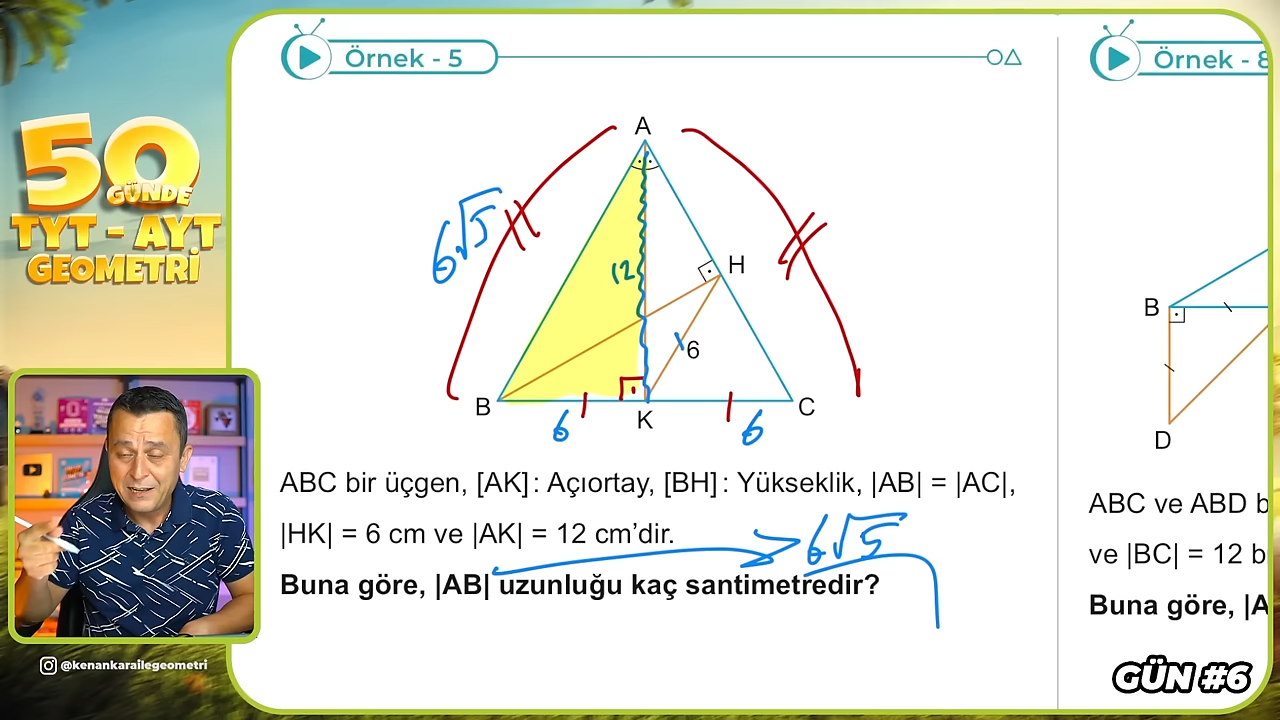 50
GÜNDE
TYT - AYT
GEOMETRİ
Örnek - 5
A
6√5
12
H
6
B
K
C
6
6
ABC bir üçgen, [AK] : Açıortay, [BH] : Yükseklik, |AB| = |AC|,
|HK| = 6 cm ve |AK| = 12 cm'dir.
6√5
Buna göre, |AB| uzunluğu kaç santimetredir?
Örnek - 8
B
D
ABC ve ABD b
ve |BC| = 12 b
Buna göre, |A
@kenankarailegeometri
GÜN #6